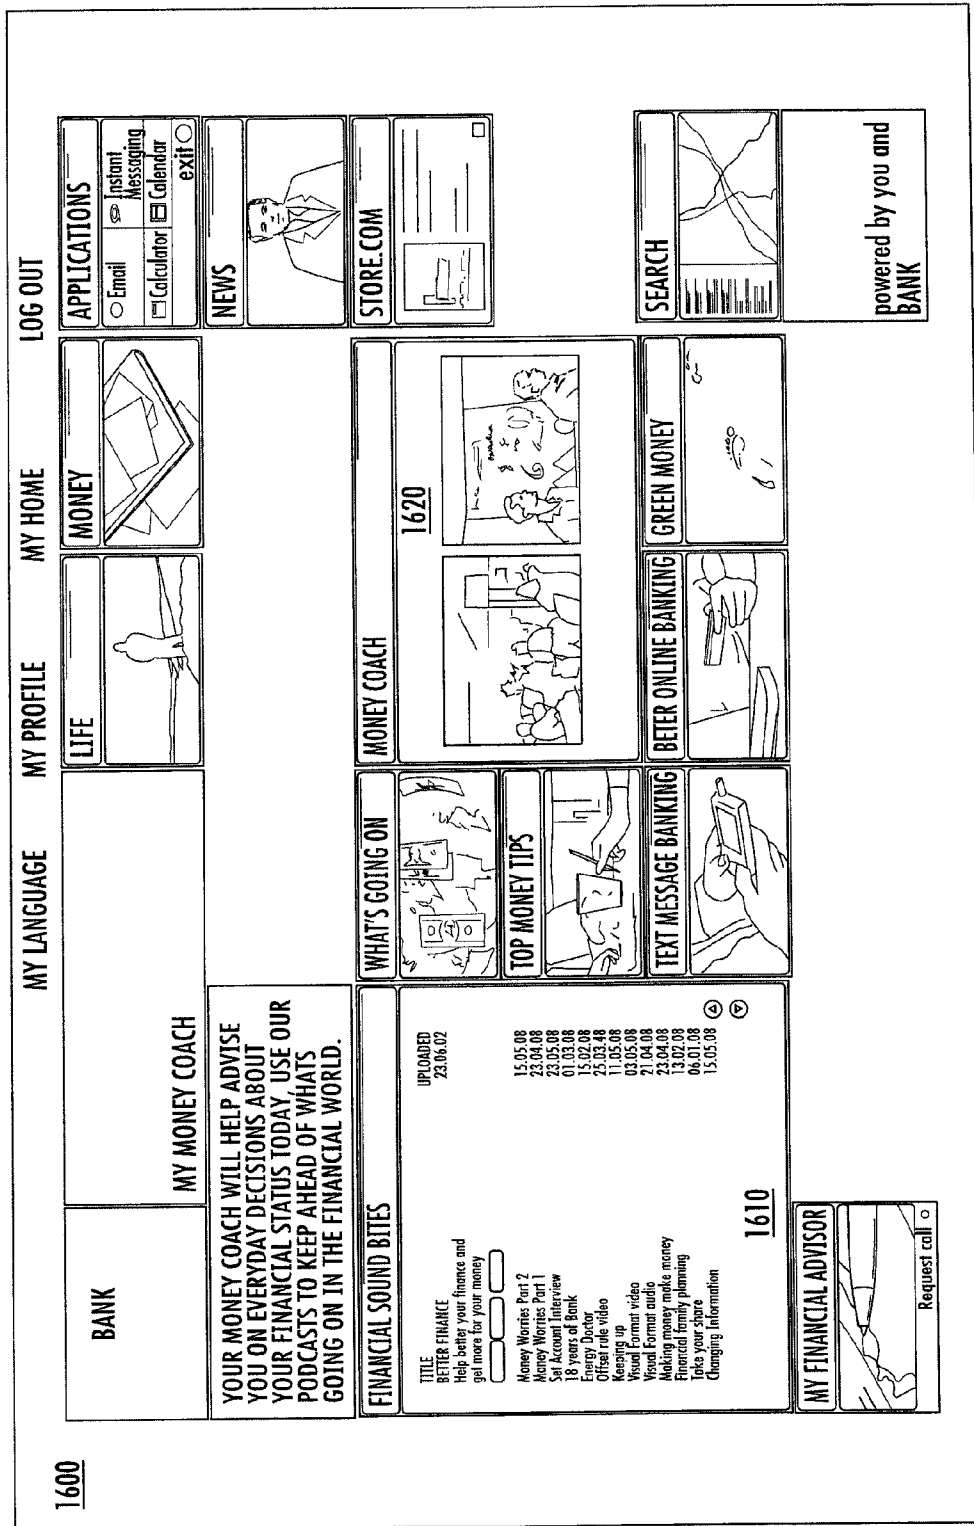 1600
MY LANGUAGE
MY PROFILE
MY HOME
LOG OUT
BANK
MY MONEY COACH
LIFE
MONEY
APPLICATIONS
Email
Instant
Messaging
Calculator
Calendar
exit
YOUR MONEY COACH WILL HELP ADVISE
YOU ON EVERYDAY DECISIONS ABOUT
YOUR FINANCIAL STATUS TODAY, USE OUR
PODCASTS TO KEEP AHEAD OF WHATS
GOING ON IN THE FINANCIAL WORLD.
NEWS
FINANCIAL SOUND BITES
TITLE UPLOADED
BETTER FINANCE 23.06.02
Help better your finance and
get more for your money
Money Worries Part 2 15.05.08
Money Worries Part 1 23.04.08
Set Account Interview 23.05.08
18 years of Bank 01.03.08
Energy Doctor 15.02.08
Offset rule video 25.03.48
Keeping up 11.05.08
Visual Format video 03.05.08
Visual Format audio 21.04.08
Making money make money 23.04.08
Financial family planning 13.02.08
Take your share 06.01.08
Changing Information 15.05.08
1610
WHAT'S GOING ON
TOP MONEY TIPS
MONEY COACH
1620
STORE.COM
TEXT MESSAGE BANKING
BETER ONLINE BANKING
GREEN MONEY
SEARCH
MY FINANCIAL ADVISOR
Request call
powered by you and
BANK